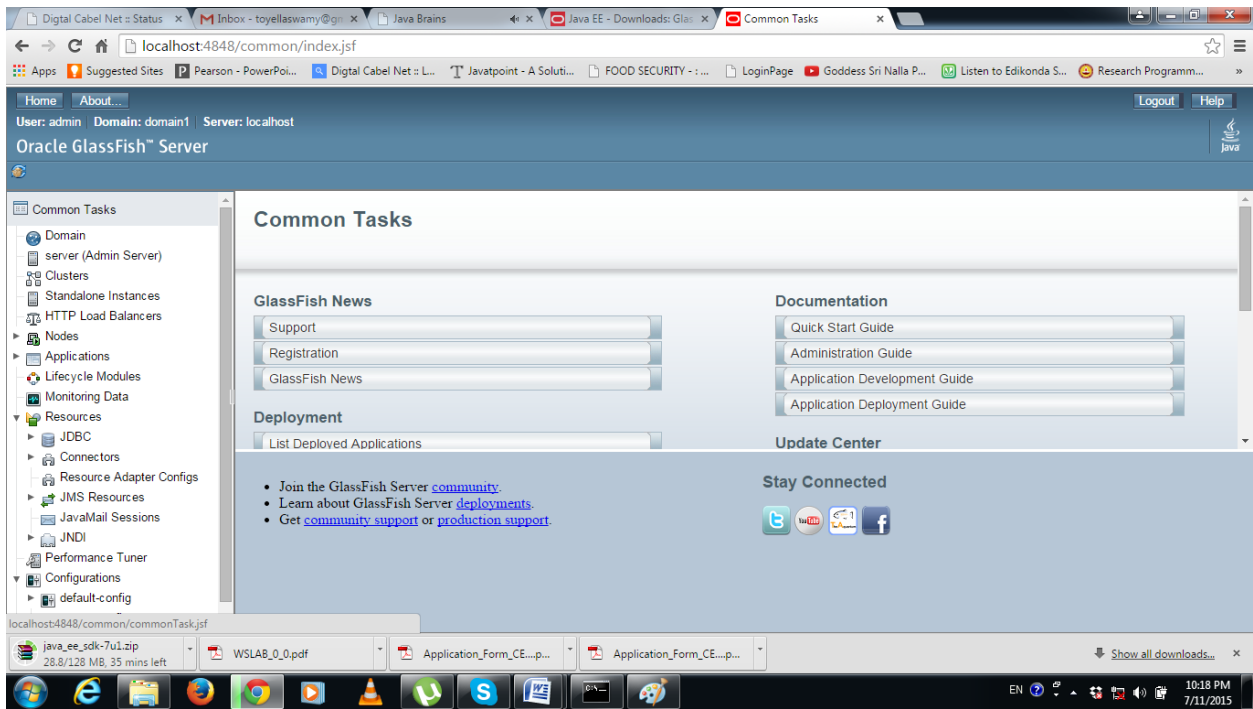 Digtal Cabel Net :: Status
Inbox - toyellaswamy@gm
Java Brains
Java EE - Downloads: Glas
Common Tasks
localhost:4848/common/index.jsf
Apps
Suggested Sites
Pearson - PowerPoi...
Digtal Cabel Net :: L...
Javatpoint - A Soluti...
FOOD SECURITY - : ...
LoginPage
Goddess Sri Nalla P...
Listen to Edikonda S...
Research Programm...
»
Home About... Logout Help
User: admin Domain: domain1 Server: localhost
Oracle GlassFish™ Server
Java
Common Tasks
Domain
server (Admin Server)
Clusters
Standalone Instances
HTTP Load Balancers
Nodes
Applications
Lifecycle Modules
Monitoring Data
Resources
JDBC
Connectors
Resource Adapter Configs
JMS Resources
JavaMail Sessions
JNDI
Performance Tuner
Configurations
default-config
Common Tasks
GlassFish News
Support
Registration
GlassFish News
Deployment
List Deployed Applications
Documentation
Quick Start Guide
Administration Guide
Application Development Guide
Application Deployment Guide
Update Center
• Join the GlassFish Server community.
• Learn about GlassFish Server deployments.
• Get community support or production support.
Stay Connected
localhost:4848/common/commonTask.jsf
java_ee_sdk-7u1.zip
28.8/128 MB, 35 mins left
WSLAB_0_0.pdf
Application_Form_CE....p...
Application_Form_CE....p...
Show all downloads...
EN
10:18 PM
7/11/2015